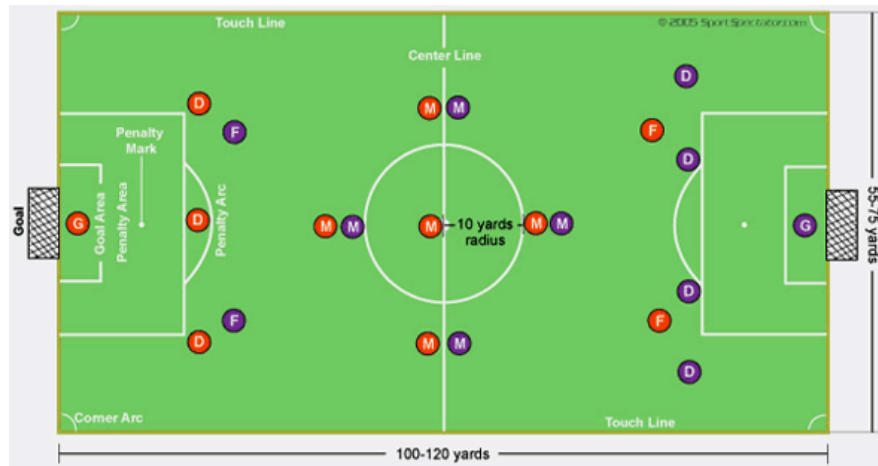 Touch Line
© 2005 SportSpectator.com
Center Line
D
D
D
M
M
F
F
Penalty
Mark
D
Goal
Goal Area
Penalty Area
Penalty Arc
55-75 yards
G
D
M
M
M
10 yards
radius
M
M
G
D
F
F
D
M
M
D
D
Corner Arc
Touch Line
100-120 yards